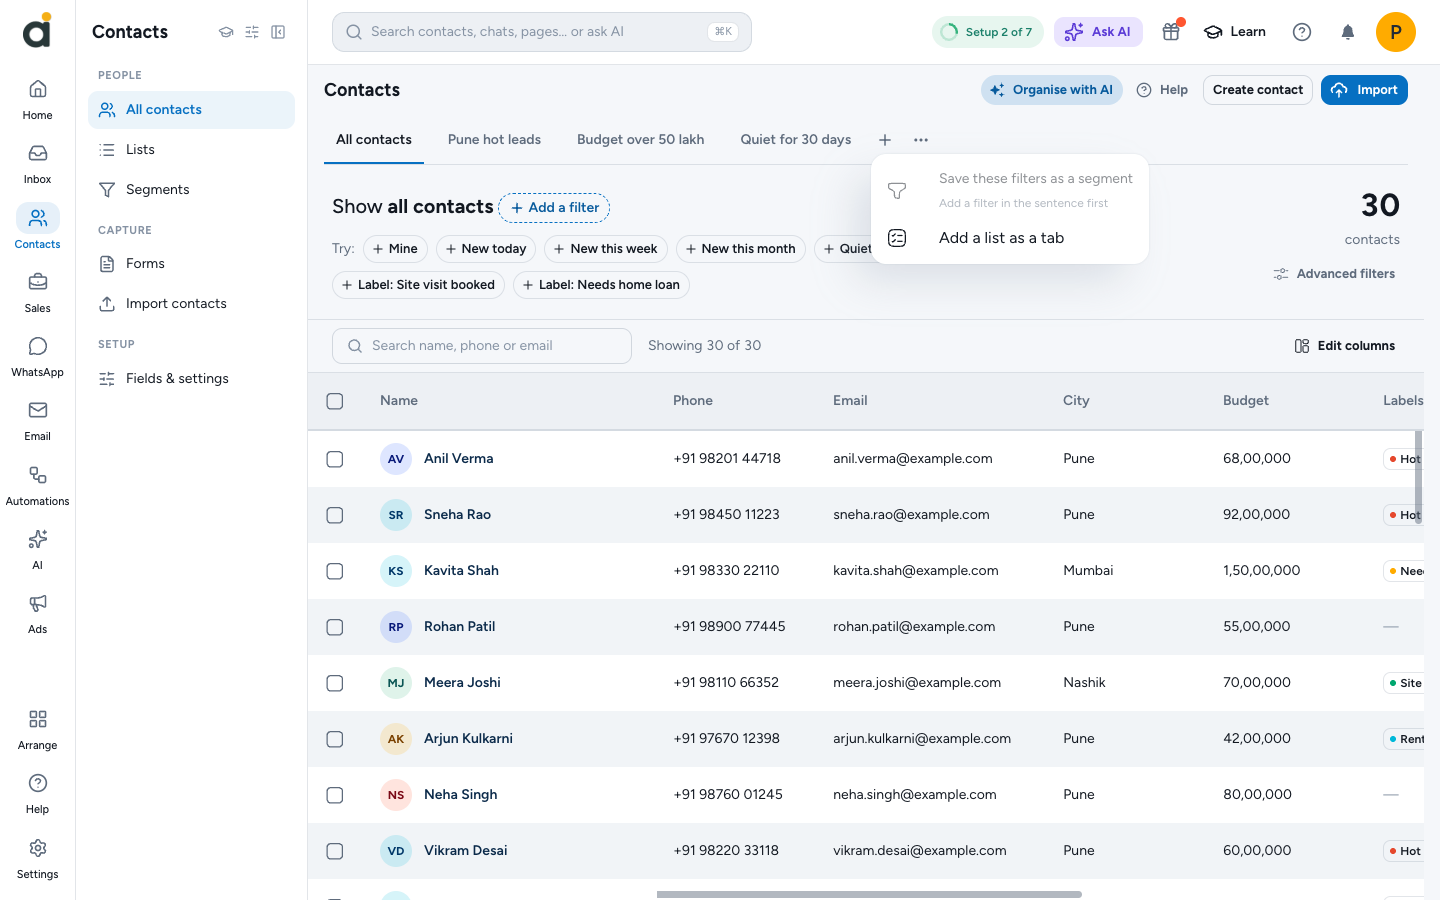 Search contacts, chats, pages... or ask AI
⌘K
Setup 2 of 7
Ask AI
Learn
P
Home
Inbox
Contacts
Sales
WhatsApp
Email
Automations
AI
Ads
Arrange
Help
Settings
Contacts
PEOPLE
All contacts
Lists
Segments
CAPTURE
Forms
Import contacts
SETUP
Fields & settings
Contacts
Organise with AI
Help
Create contact
Import
All contacts
Pune hot leads
Budget over 50 lakh
Quiet for 30 days
Save these filters as a segment
Add a filter in the sentence first
Add a list as a tab
Show all contacts
Add a filter
30
contacts
Advanced filters
Try:
Mine
New today
New this week
New this month
Quiet
Label: Site visit booked
Label: Needs home loan
Search name, phone or email
Showing 30 of 30
Edit columns
Name Phone Email City Budget Labels
AV Anil Verma +91 98201 44718 anil.verma@example.com Pune 68,00,000 Hot
SR Sneha Rao +91 98450 11223 sneha.rao@example.com Pune 92,00,000 Hot
KS Kavita Shah +91 98330 22110 kavita.shah@example.com Mumbai 1,50,00,000
RP Rohan Patil +91 98900 77445 rohan.patil@example.com Pune 55,00,000 —
MJ Meera Joshi +91 98110 66352 meera.joshi@example.com Nashik 70,00,000 Site
AK Arjun Kulkarni +91 97670 12398 arjun.kulkarni@example.com Pune 42,00,000 Rent
NS Neha Singh +91 98760 01245 neha.singh@example.com Pune 80,00,000 —
VD Vikram Desai +91 98220 33118 vikram.desai@example.com Pune 60,00,000 Hot